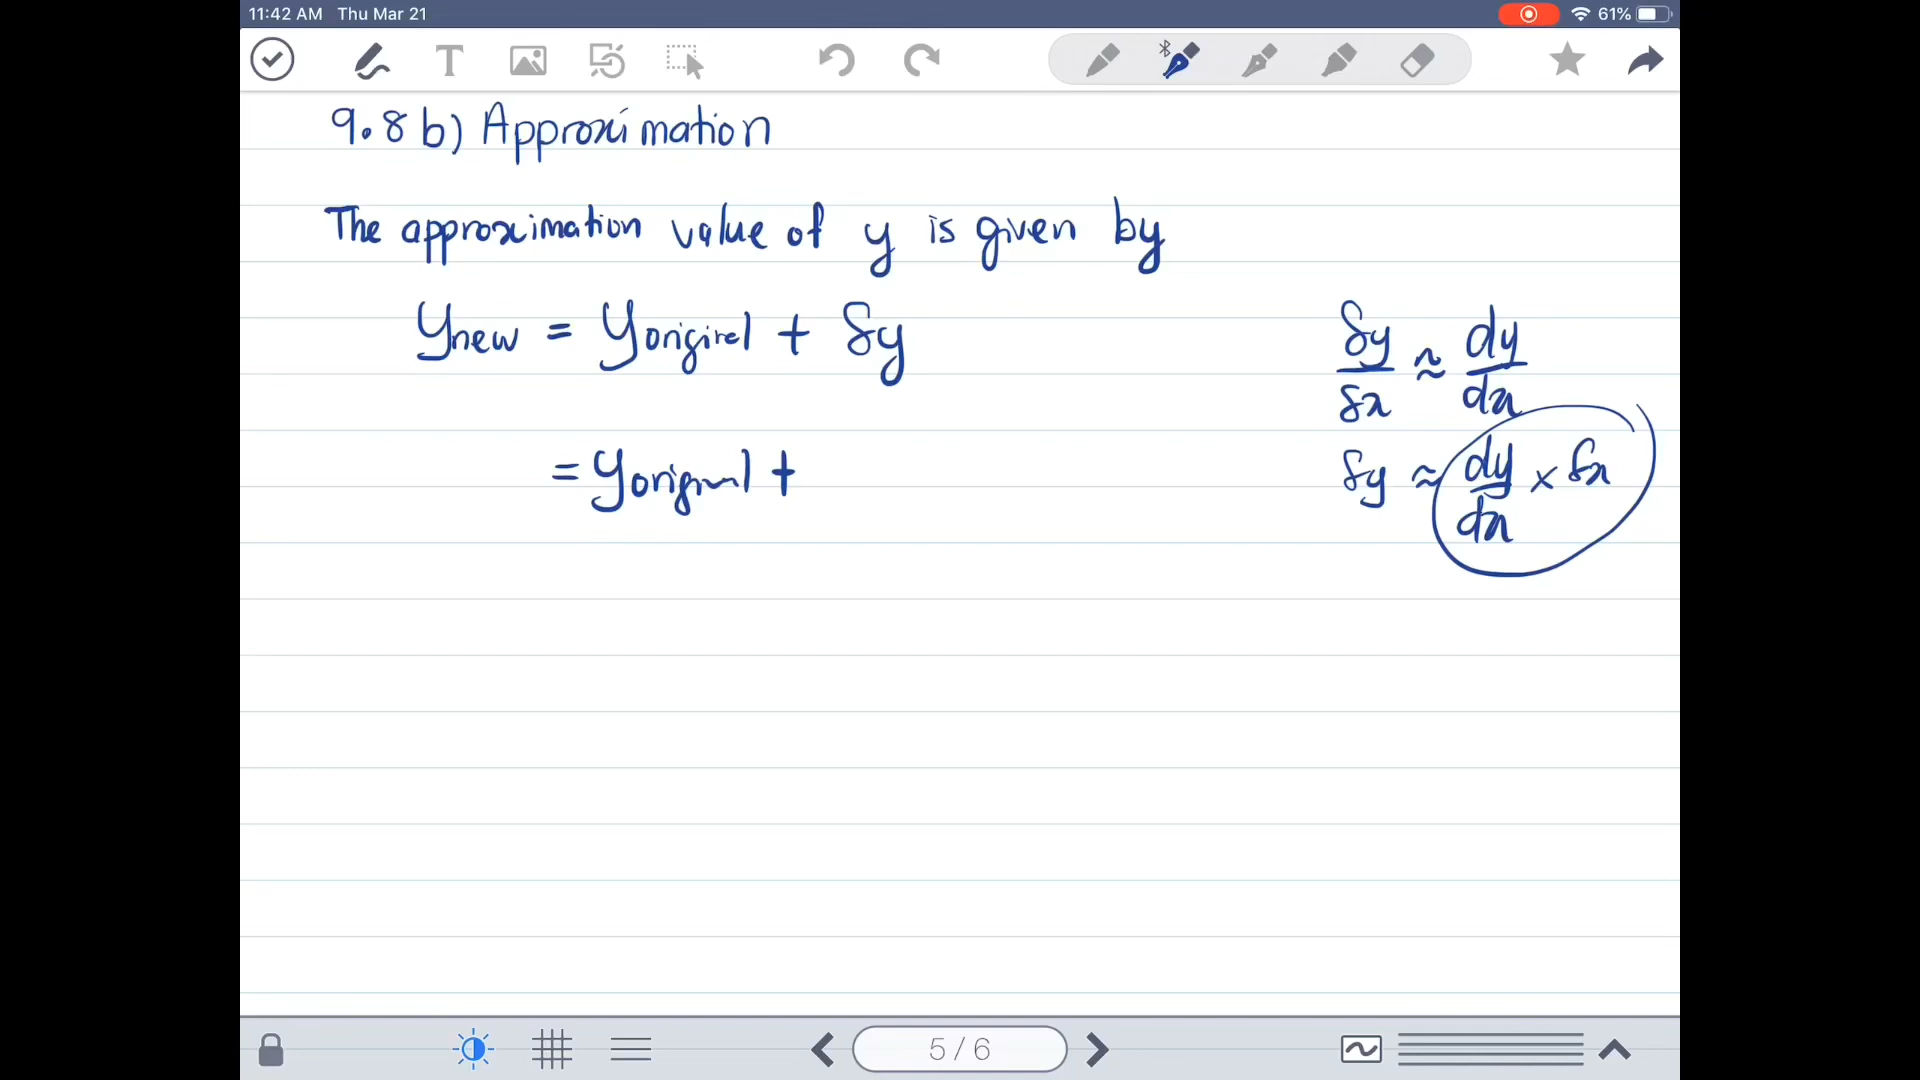 11:42 AM Thu Mar 21 61%
T
9.8 b) Approximation
The approximation value of y is given by
ynew = yoriginal + δy
δy/δx ≈ dy/dx
= yoriginal +
δy ≈ dy/dx × δx
5 / 6